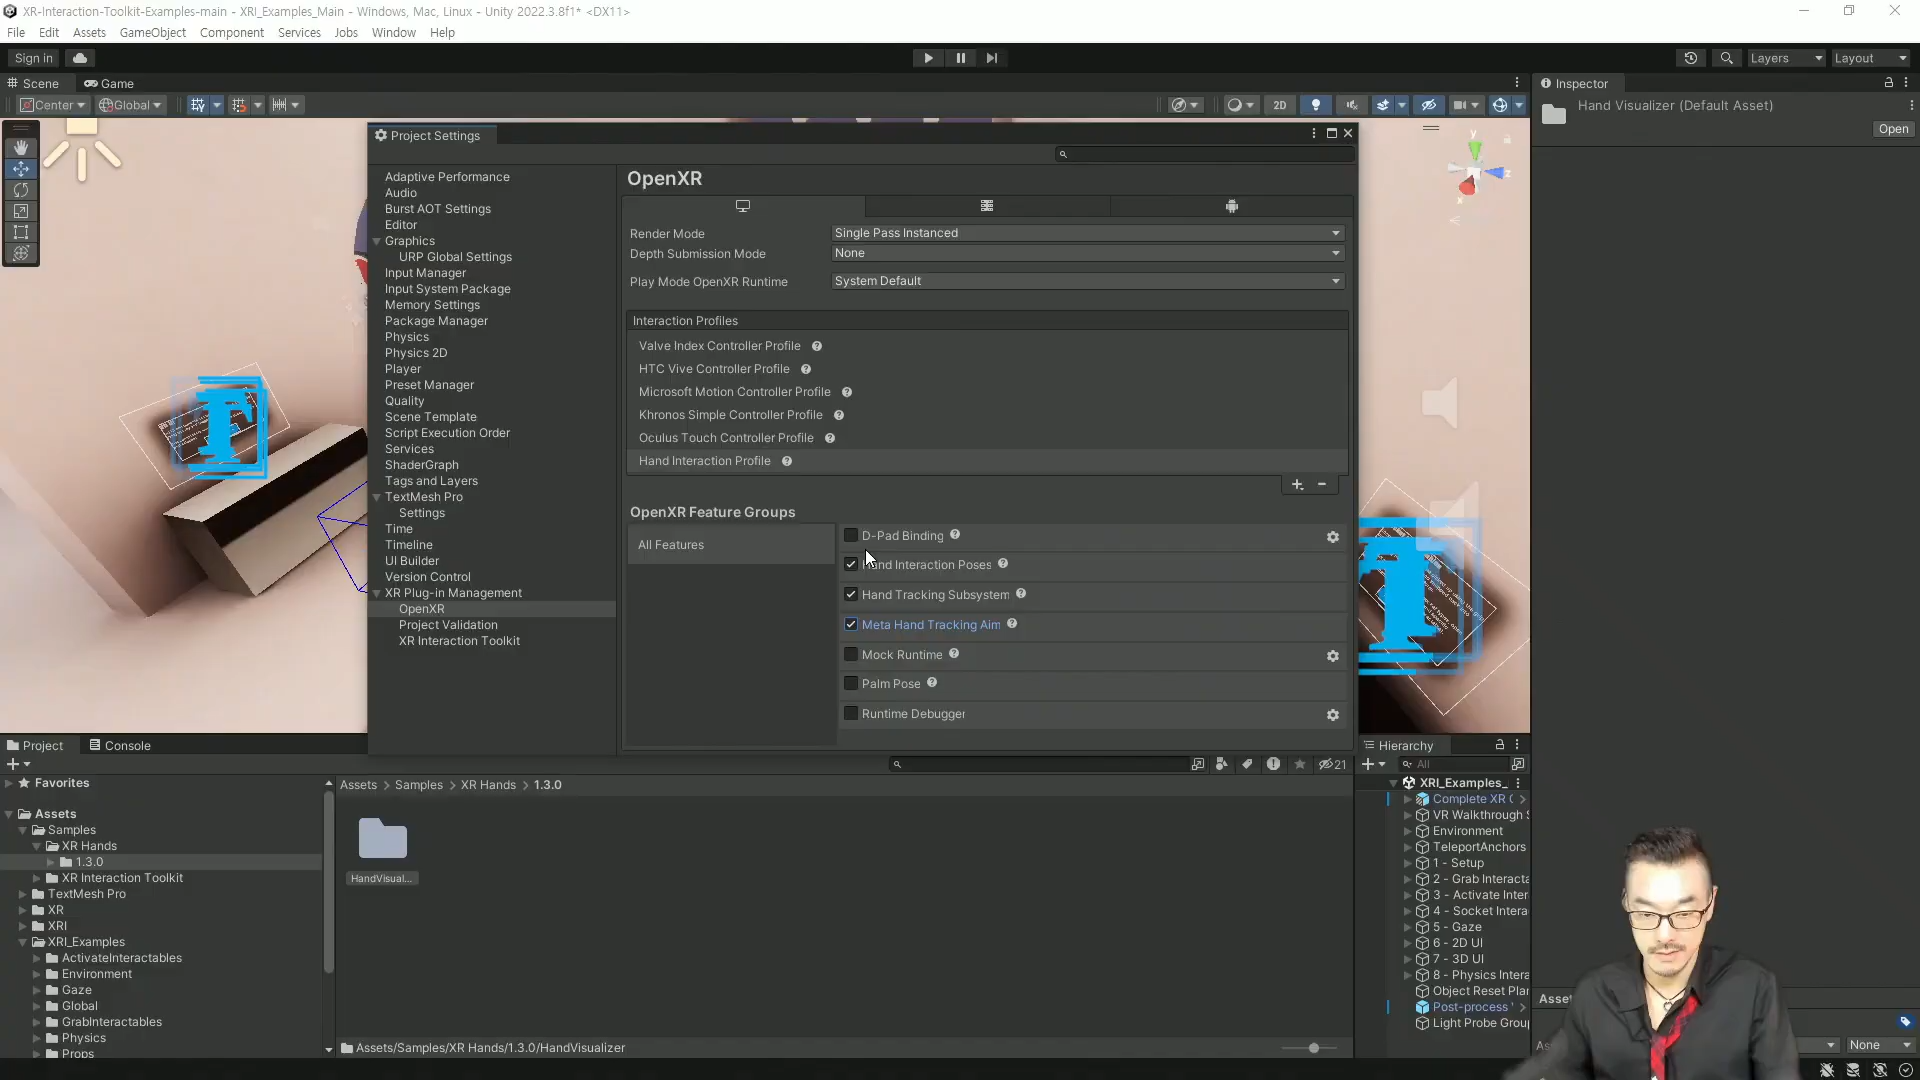 XR-Interaction-Toolkit-Examples-main - XRI_Examples_Main - Windows, Mac, Linux - Unity 2022.3.8f1* <DX11>
File Edit Assets GameObject Component Services Jobs Window Help
Sign in
Layers Layout
Scene Game
Center Global
2D
Inspector
Hand Visualizer (Default Asset)
Open
Project Settings
Adaptive Performance
Audio
Burst AOT Settings
Editor
Graphics
URP Global Settings
Input Manager
Input System Package
Memory Settings
Package Manager
Physics
Physics 2D
Player
Preset Manager
Quality
Scene Template
Script Execution Order
Services
ShaderGraph
Tags and Layers
TextMesh Pro
Settings
Time
Timeline
UI Builder
Version Control
XR Plug-in Management
OpenXR
Project Validation
XR Interaction Toolkit
OpenXR
Render Mode Single Pass Instanced
Depth Submission Mode None
Play Mode OpenXR Runtime System Default
Interaction Profiles
Valve Index Controller Profile
HTC Vive Controller Profile
Microsoft Motion Controller Profile
Khronos Simple Controller Profile
Oculus Touch Controller Profile
Hand Interaction Profile
OpenXR Feature Groups
All Features
D-Pad Binding
Hand Interaction Poses
Hand Tracking Subsystem
Meta Hand Tracking Aim
Mock Runtime
Palm Pose
Runtime Debugger
y
z
x
T
T
Project Console
21
Favorites
Assets
Samples
XR Hands
1.3.0
XR Interaction Toolkit
TextMesh Pro
XR
XRI
XRI_Examples
ActivateInteractables
Environment
Gaze
Global
GrabInteractables
Physics
Props
Assets > Samples > XR Hands > 1.3.0
HandVisual...
Assets/Samples/XR Hands/1.3.0/HandVisualizer
Hierarchy
All
XRI_Examples_
Complete XR (
VR Walkthrough S
Environment
TeleportAnchors
1 - Setup
2 - Grab Interacta
3 - Activate Inter
4 - Socket Intera
5 - Gaze
6 - 2D UI
7 - 3D UI
8 - Physics Intera
Object Reset Plan
Post-process
Light Probe Group
Asse
None